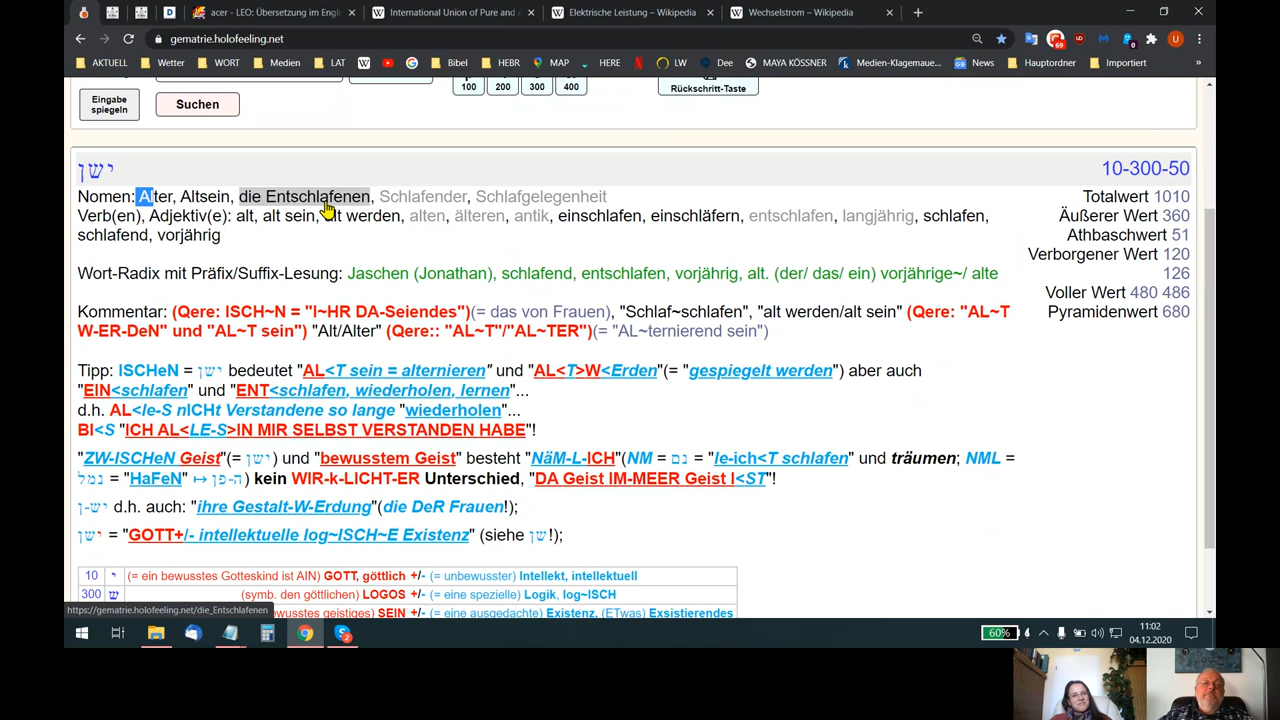 acer - LEO: Übersetzung im Engl
International Union of Pure and A
Elektrische Leistung – Wikipedia
Wechselstrom – Wikipedia
gematrie.holofeeling.net
69
0
U
AKTUELL Wetter WORT Medien LAT Bibel HEBR MAP HERE LW Dee MAYA KÖSSNER Medien-Klagemaue... News Hauptordner Importiert »
100 200 300 400
Rückschritt-Taste
Eingabe
spiegeln
Suchen
ישן
10-300-50
Nomen: Alter, Altsein, die Entschlafenen, Schlafender, Schlafgelegenheit
Totalwert 1010
Verb(en), Adjektiv(e): alt, alt sein, alt werden, alten, älteren, antik, einschlafen, einschläfern, entschlafen, langjährig, schlafen,
Äußerer Wert 360
schlafend, vorjährig
Athbaschwert 51
Verborgener Wert 120
Wort-Radix mit Präfix/Suffix-Lesung: Jaschen (Jonathan), schlafend, entschlafen, vorjährig, alt. (der/ das/ ein) vorjährige~/ alte
126
Voller Wert 480 486
Kommentar: (Qere: ISCH~N = "I~HR DA-Seiendes")(= das von Frauen), "Schlaf~schlafen", "alt werden/alt sein" (Qere: "AL~T
Pyramidenwert 680
W-ER-DeN" und "AL~T sein") "Alt/Alter" (Qere:: "AL~T"/"AL~TER")(= "AL~ternierend sein")
Tipp: ISCHeN = ישן bedeutet "AL<T sein = alternieren" und "AL<T>W<Erden"(= "gespiegelt werden") aber auch
"EIN<schlafen" und "ENT<schlafen, wiederholen, lernen"...
d.h. AL<le-S nICHt Verstandene so lange "wiederholen"...
BI<S "ICH AL<LE-S>IN MIR SELBST VERSTANDEN HABE"!
"ZW-ISCHeN Geist"(= ישן) und "bewusstem Geist" besteht "NäM-L-ICH"(NM = נם = "le-ich<T schlafen" und träumen; NML =
נמל = "HaFeN" ↦ ה-פן) kein WIR-k-LICHT-ER Unterschied, "DA Geist IM-MEER Geist I<ST"!
יש-ן d.h. auch: "ihre Gestalt-W-Erdung"(die DeR Frauen!);
ישן = "GOTT+/- intellektuelle log~ISCH~E Existenz" (siehe שן!);
10 י (= ein bewusstes Gotteskind ist AIN) GOTT, göttlich +/- (= unbewusster) Intellekt, intellektuell
300 ש (symb. den göttlichen) LOGOS +/- (= eine spezielle) Logik, log~ISCH
bewusstes geistiges) SEIN +/- (= eine ausgedachte) Existenz, (ETwas) Exsistierendes
https://gematrie.holofeeling.net/die_Entschlafenen
2
60%
11:02
04.12.2020